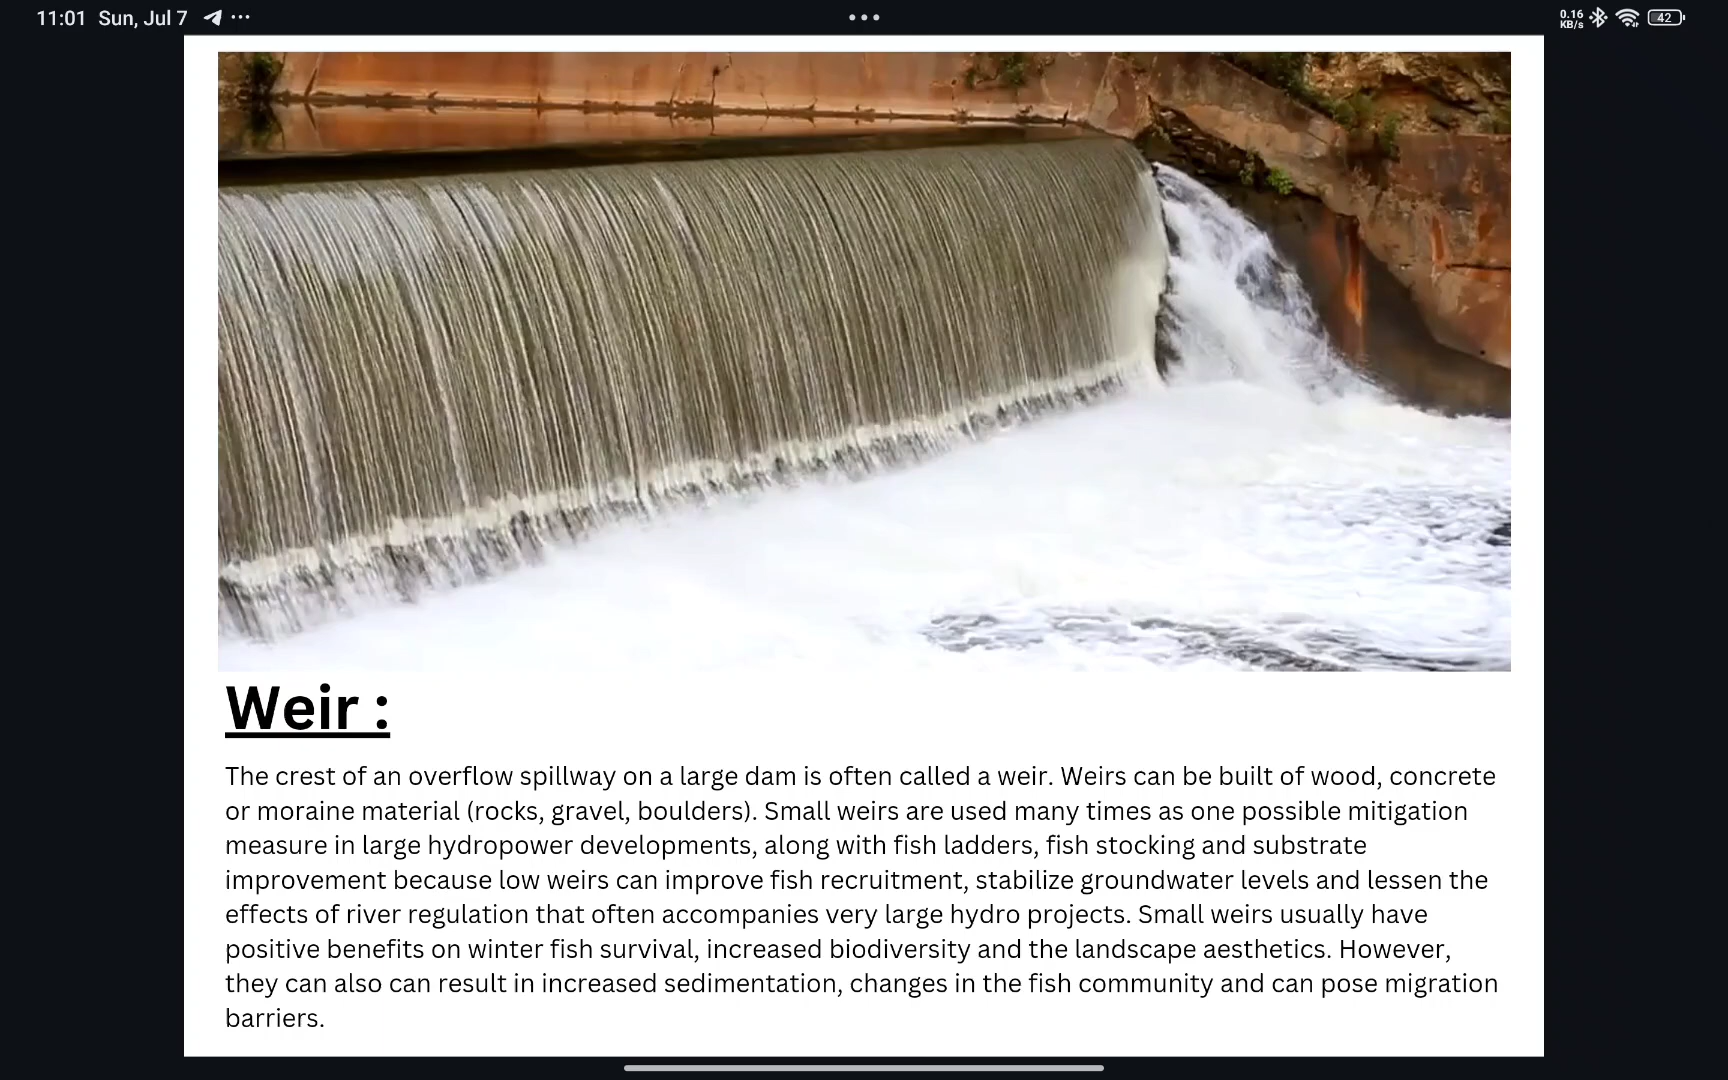 11:01 Sun, Jul 7
0.16
KB/s
42
Weir :
The crest of an overflow spillway on a large dam is often called a weir. Weirs can be built of wood, concrete
or moraine material (rocks, gravel, boulders). Small weirs are used many times as one possible mitigation
measure in large hydropower developments, along with fish ladders, fish stocking and substrate
improvement because low weirs can improve fish recruitment, stabilize groundwater levels and lessen the
effects of river regulation that often accompanies very large hydro projects. Small weirs usually have
positive benefits on winter fish survival, increased biodiversity and the landscape aesthetics. However,
they can also can result in increased sedimentation, changes in the fish community and can pose migration
barriers.